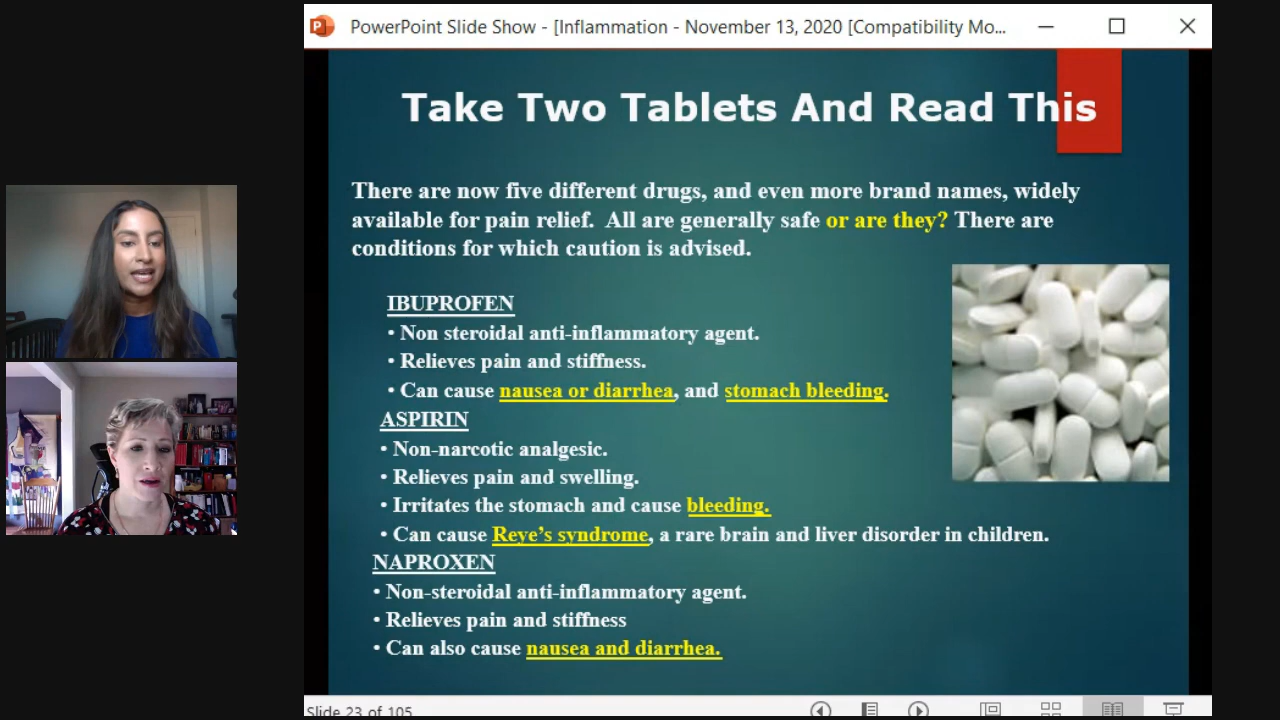 PowerPoint Slide Show - [Inflammation - November 13, 2020 [Compatibility Mo...
Take Two Tablets And Read This
There are now five different drugs, and even more brand names, widely
available for pain relief. All are generally safe or are they? There are
conditions for which caution is advised.
IBUPROFEN
• Non steroidal anti-inflammatory agent.
• Relieves pain and stiffness.
• Can cause nausea or diarrhea, and stomach bleeding.
ASPIRIN
• Non-narcotic analgesic.
• Relieves pain and swelling.
• Irritates the stomach and cause bleeding.
• Can cause Reye’s syndrome, a rare brain and liver disorder in children.
NAPROXEN
• Non-steroidal anti-inflammatory agent.
• Relieves pain and stiffness
• Can also cause nausea and diarrhea.
Slide 23 of 105